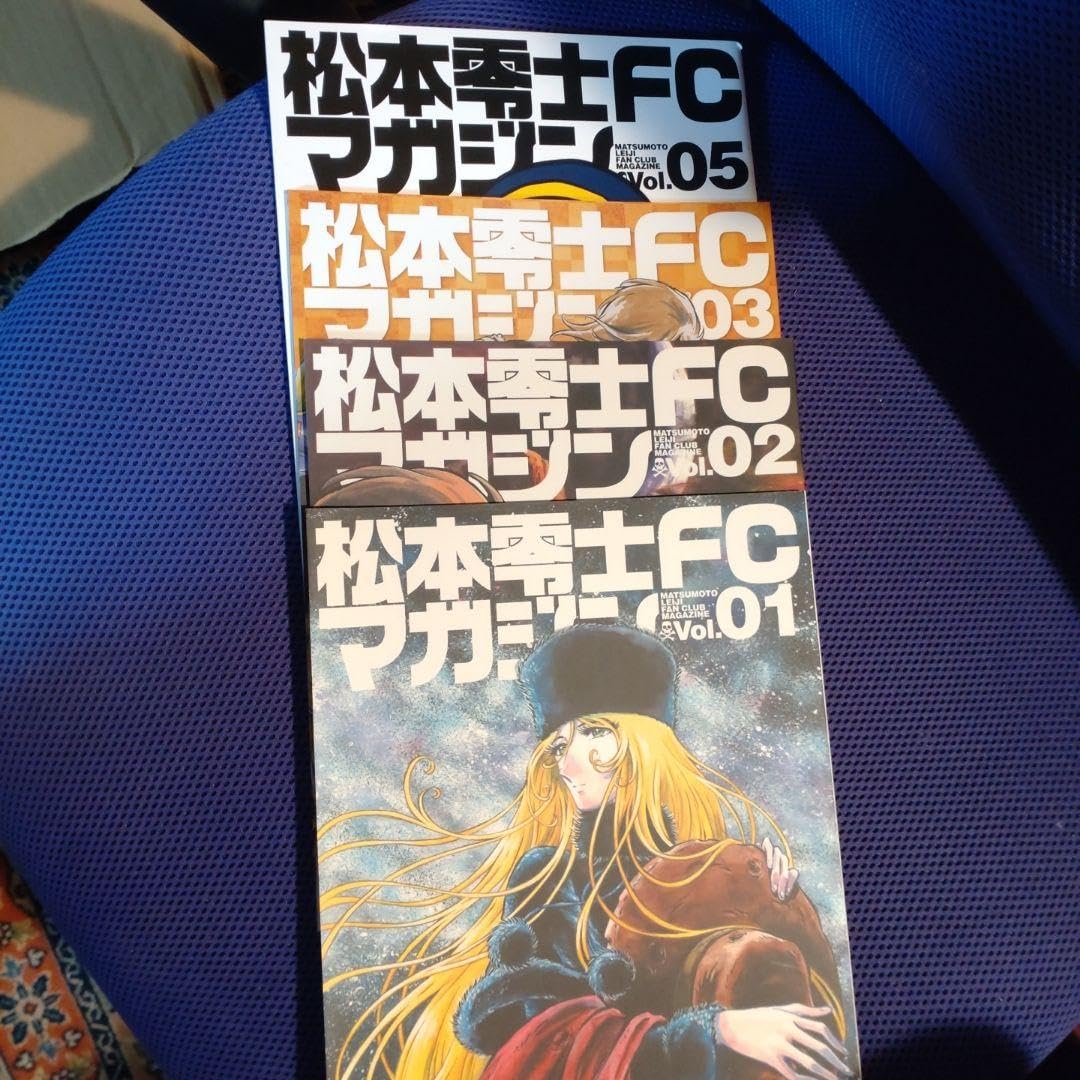 松本零士FC
マガジン
MATSUMOTO
LEIJI
FAN CLUB
MAGAZINE
Vol.05
松本零士FC
マガジン
03
松本零士FC
マガジン
MATSUMOTO
LEIJI
FAN CLUB
MAGAZINE
Vol.02
松本零士FC
マガジン
MATSUMOTO
LEIJI
FAN CLUB
MAGAZINE
Vol.01